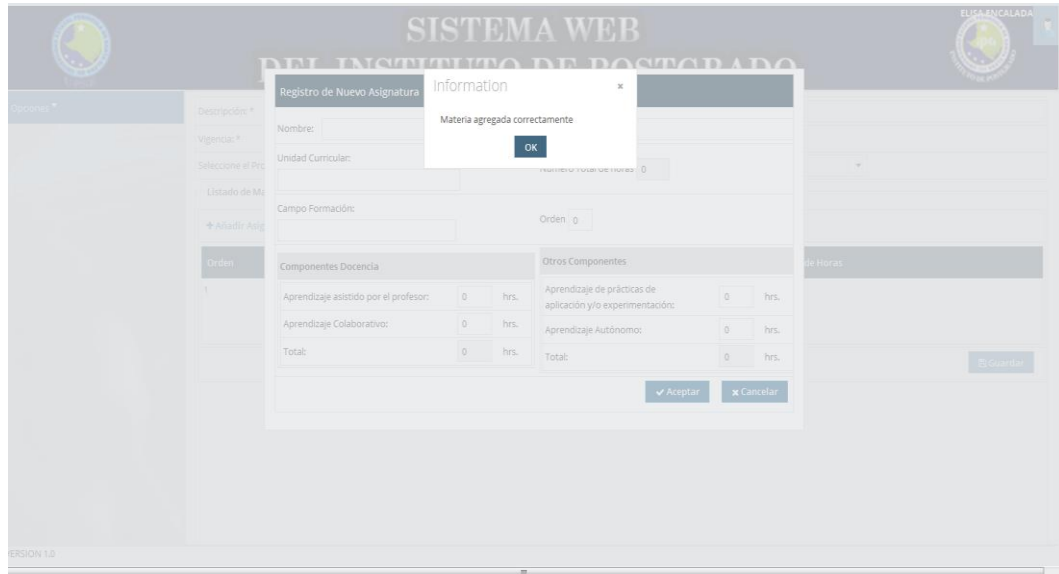 SISTEMA WEB
DEL INSTITUTO DE POSTGRADO
ELISA ENCALADA
Opciones
Descripción: *
Vigencia: *
Seleccione el
Listado de
Añadir
Orden
de Horas
1
Guardar
Registro de Nuevo Asignatura
Nombre:
Unidad Curricular:
Numero Total de horas 0
Campo Formación:
Orden 0
Componentes Docencia
Aprendizaje asistido por el profesor: 0 hrs.
Aprendizaje Colaborativo: 0 hrs.
Total: 0 hrs.
Otros Componentes
Aprendizaje de prácticas de
aplicación y/o experimentación: 0 hrs.
Aprendizaje Autónomo: 0 hrs.
Total: 0 hrs.
Aceptar
Cancelar
Information
Materia agregada correctamente
OK
VERSION 1.0